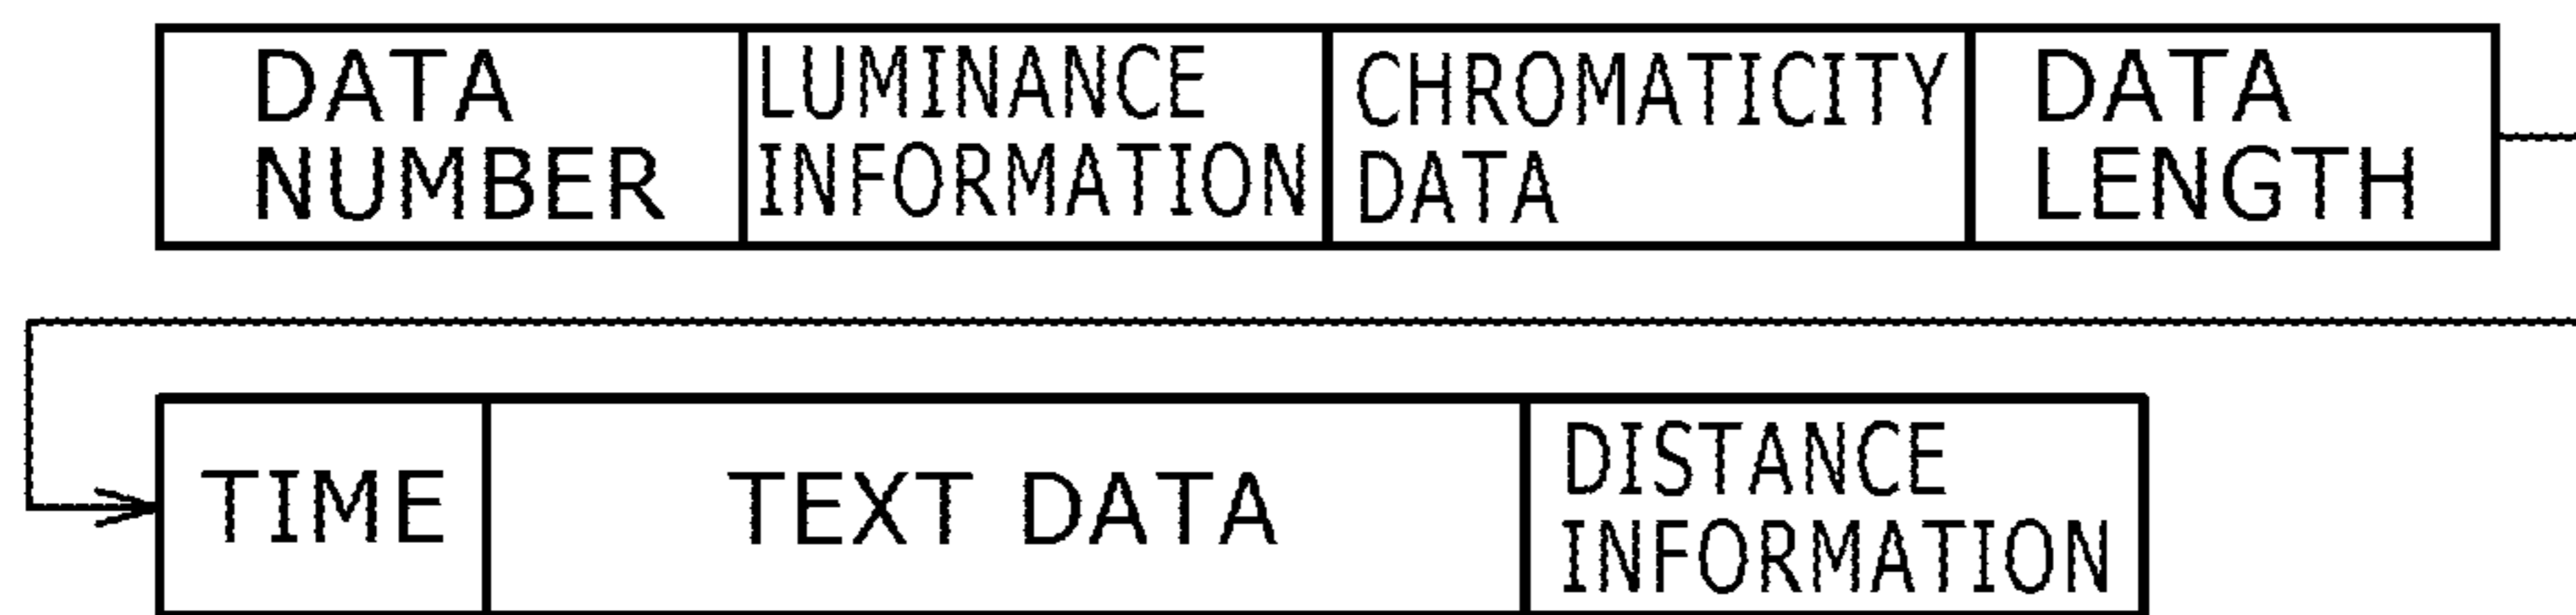 DATA
NUMBER
LUMINANCE
INFORMATION
CHROMATICITY
DATA
DATA
LENGTH
TIME
TEXT DATA
DISTANCE
INFORMATION